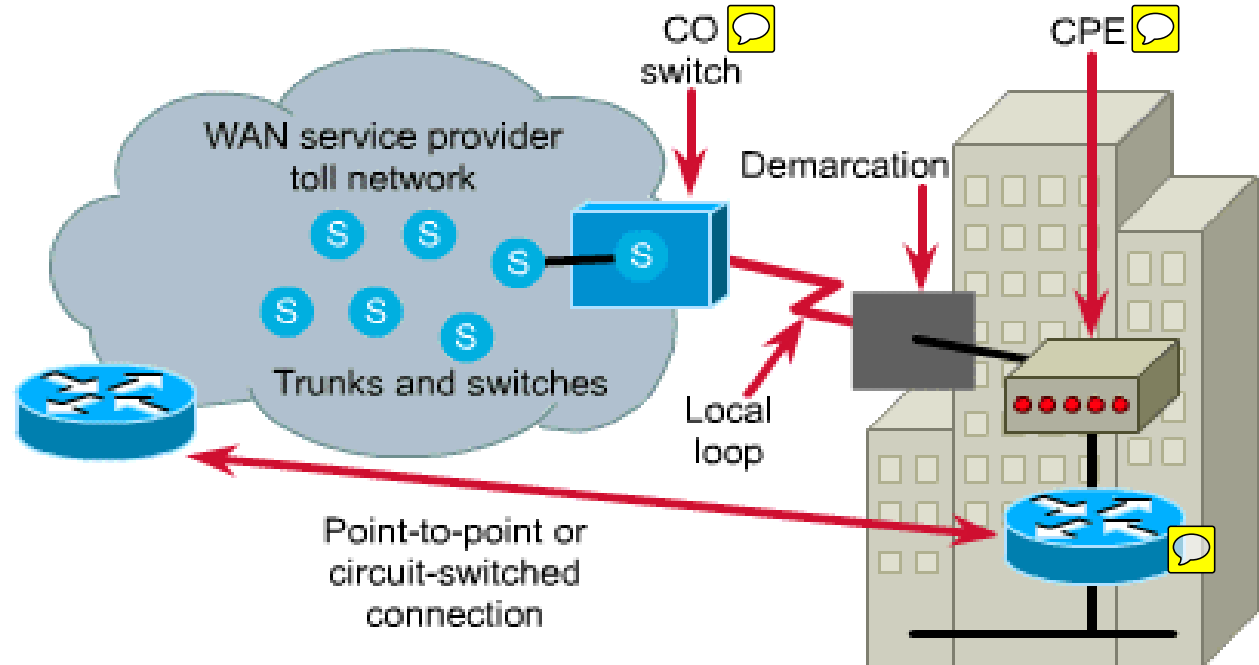 CO
switch
CPE
WAN service provider
toll network
Demarcation
S
S
S
S
S
S
S
Trunks and switches
Local
loop
Point-to-point or
circuit-switched
connection